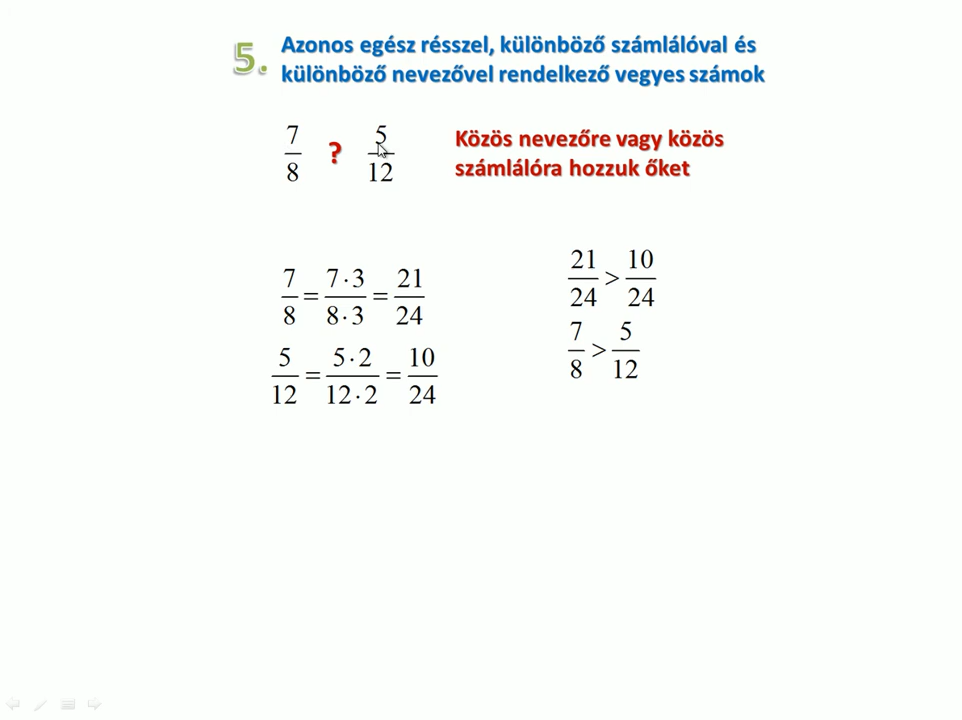 5.
Azonos egész résszel, különböző számlálóval és
különböző nevezővel rendelkező vegyes számok
7/8 ? 5/12
Közös nevezőre vagy közös
számlálóra hozzuk őket
7/8 = 7·3/8·3 = 21/24
5/12 = 5·2/12·2 = 10/24
21/24 > 10/24
7/8 > 5/12